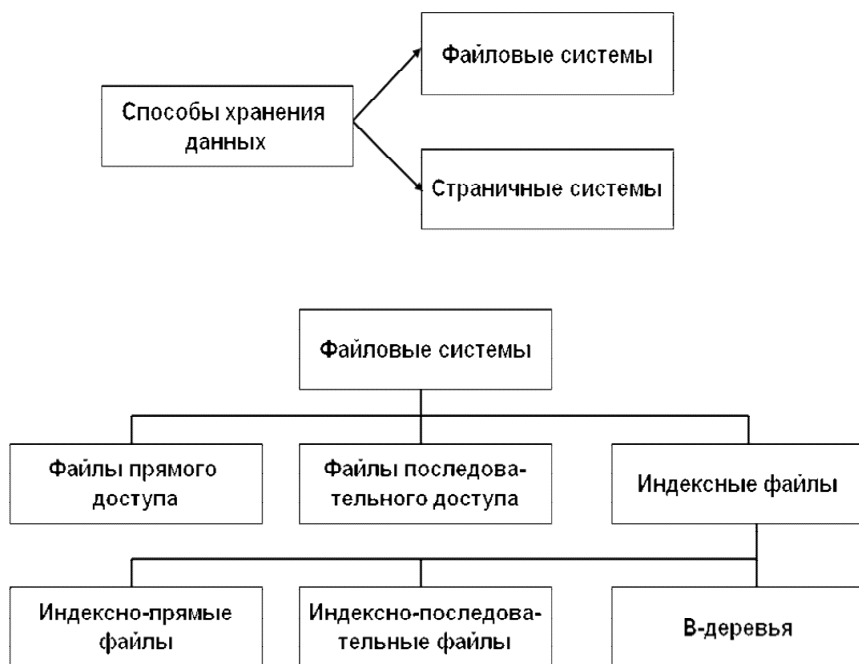 Файловые системы
Способы хранения
данных
Страничные системы
Файловые системы
Файлы прямого
доступа
Файлы последова-
тельного доступа
Индексные файлы
Индексно-прямые
файлы
Индексно-последова-
тельные файлы
В-деревья